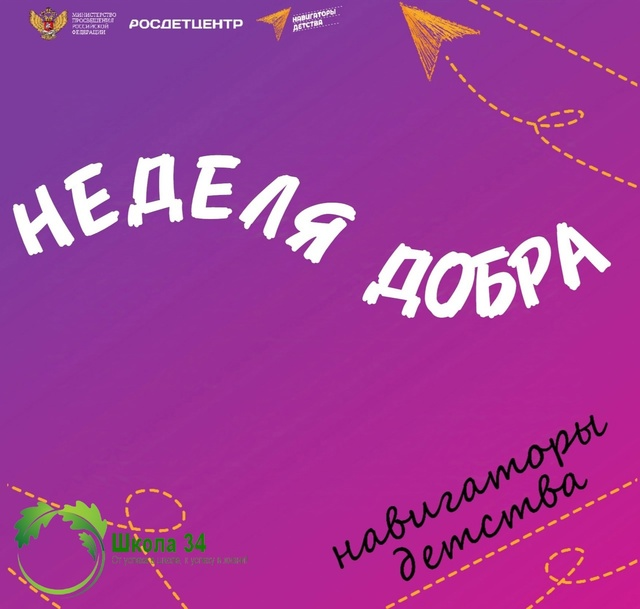 МИНИСТЕРСТВО
ПРОСВЕЩЕНИЯ
РОССИЙСКОЙ
ФЕДЕРАЦИИ
РОСДЕТЦЕНТР
НАВИГАТОРЫ
ДЕТСТВА
НЕДЕЛЯ
ДОБРА
навигаторы
детства
Школа 34